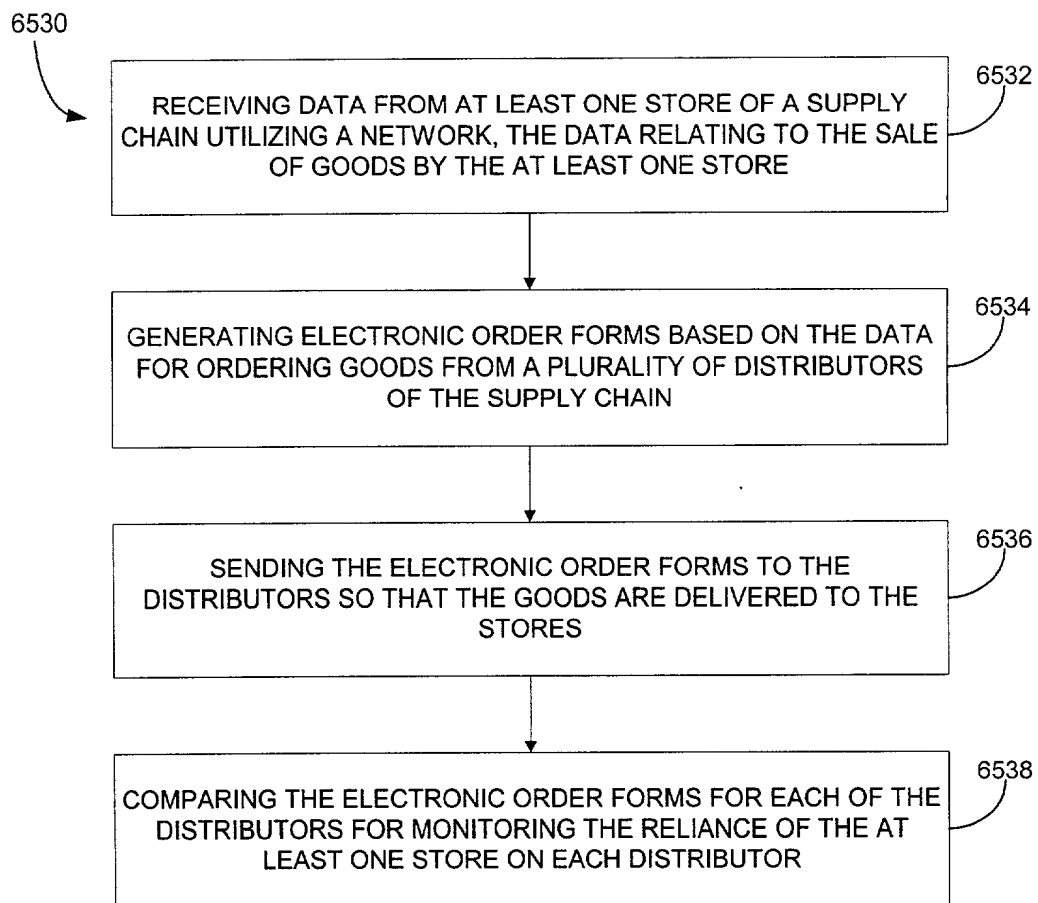 6530
6532
RECEIVING DATA FROM AT LEAST ONE STORE OF A SUPPLY
CHAIN UTILIZING A NETWORK, THE DATA RELATING TO THE SALE
OF GOODS BY THE AT LEAST ONE STORE
6534
GENERATING ELECTRONIC ORDER FORMS BASED ON THE DATA
FOR ORDERING GOODS FROM A PLURALITY OF DISTRIBUTORS
OF THE SUPPLY CHAIN
6536
SENDING THE ELECTRONIC ORDER FORMS TO THE
DISTRIBUTORS SO THAT THE GOODS ARE DELIVERED TO THE
STORES
6538
COMPARING THE ELECTRONIC ORDER FORMS FOR EACH OF THE
DISTRIBUTORS FOR MONITORING THE RELIANCE OF THE AT
LEAST ONE STORE ON EACH DISTRIBUTOR